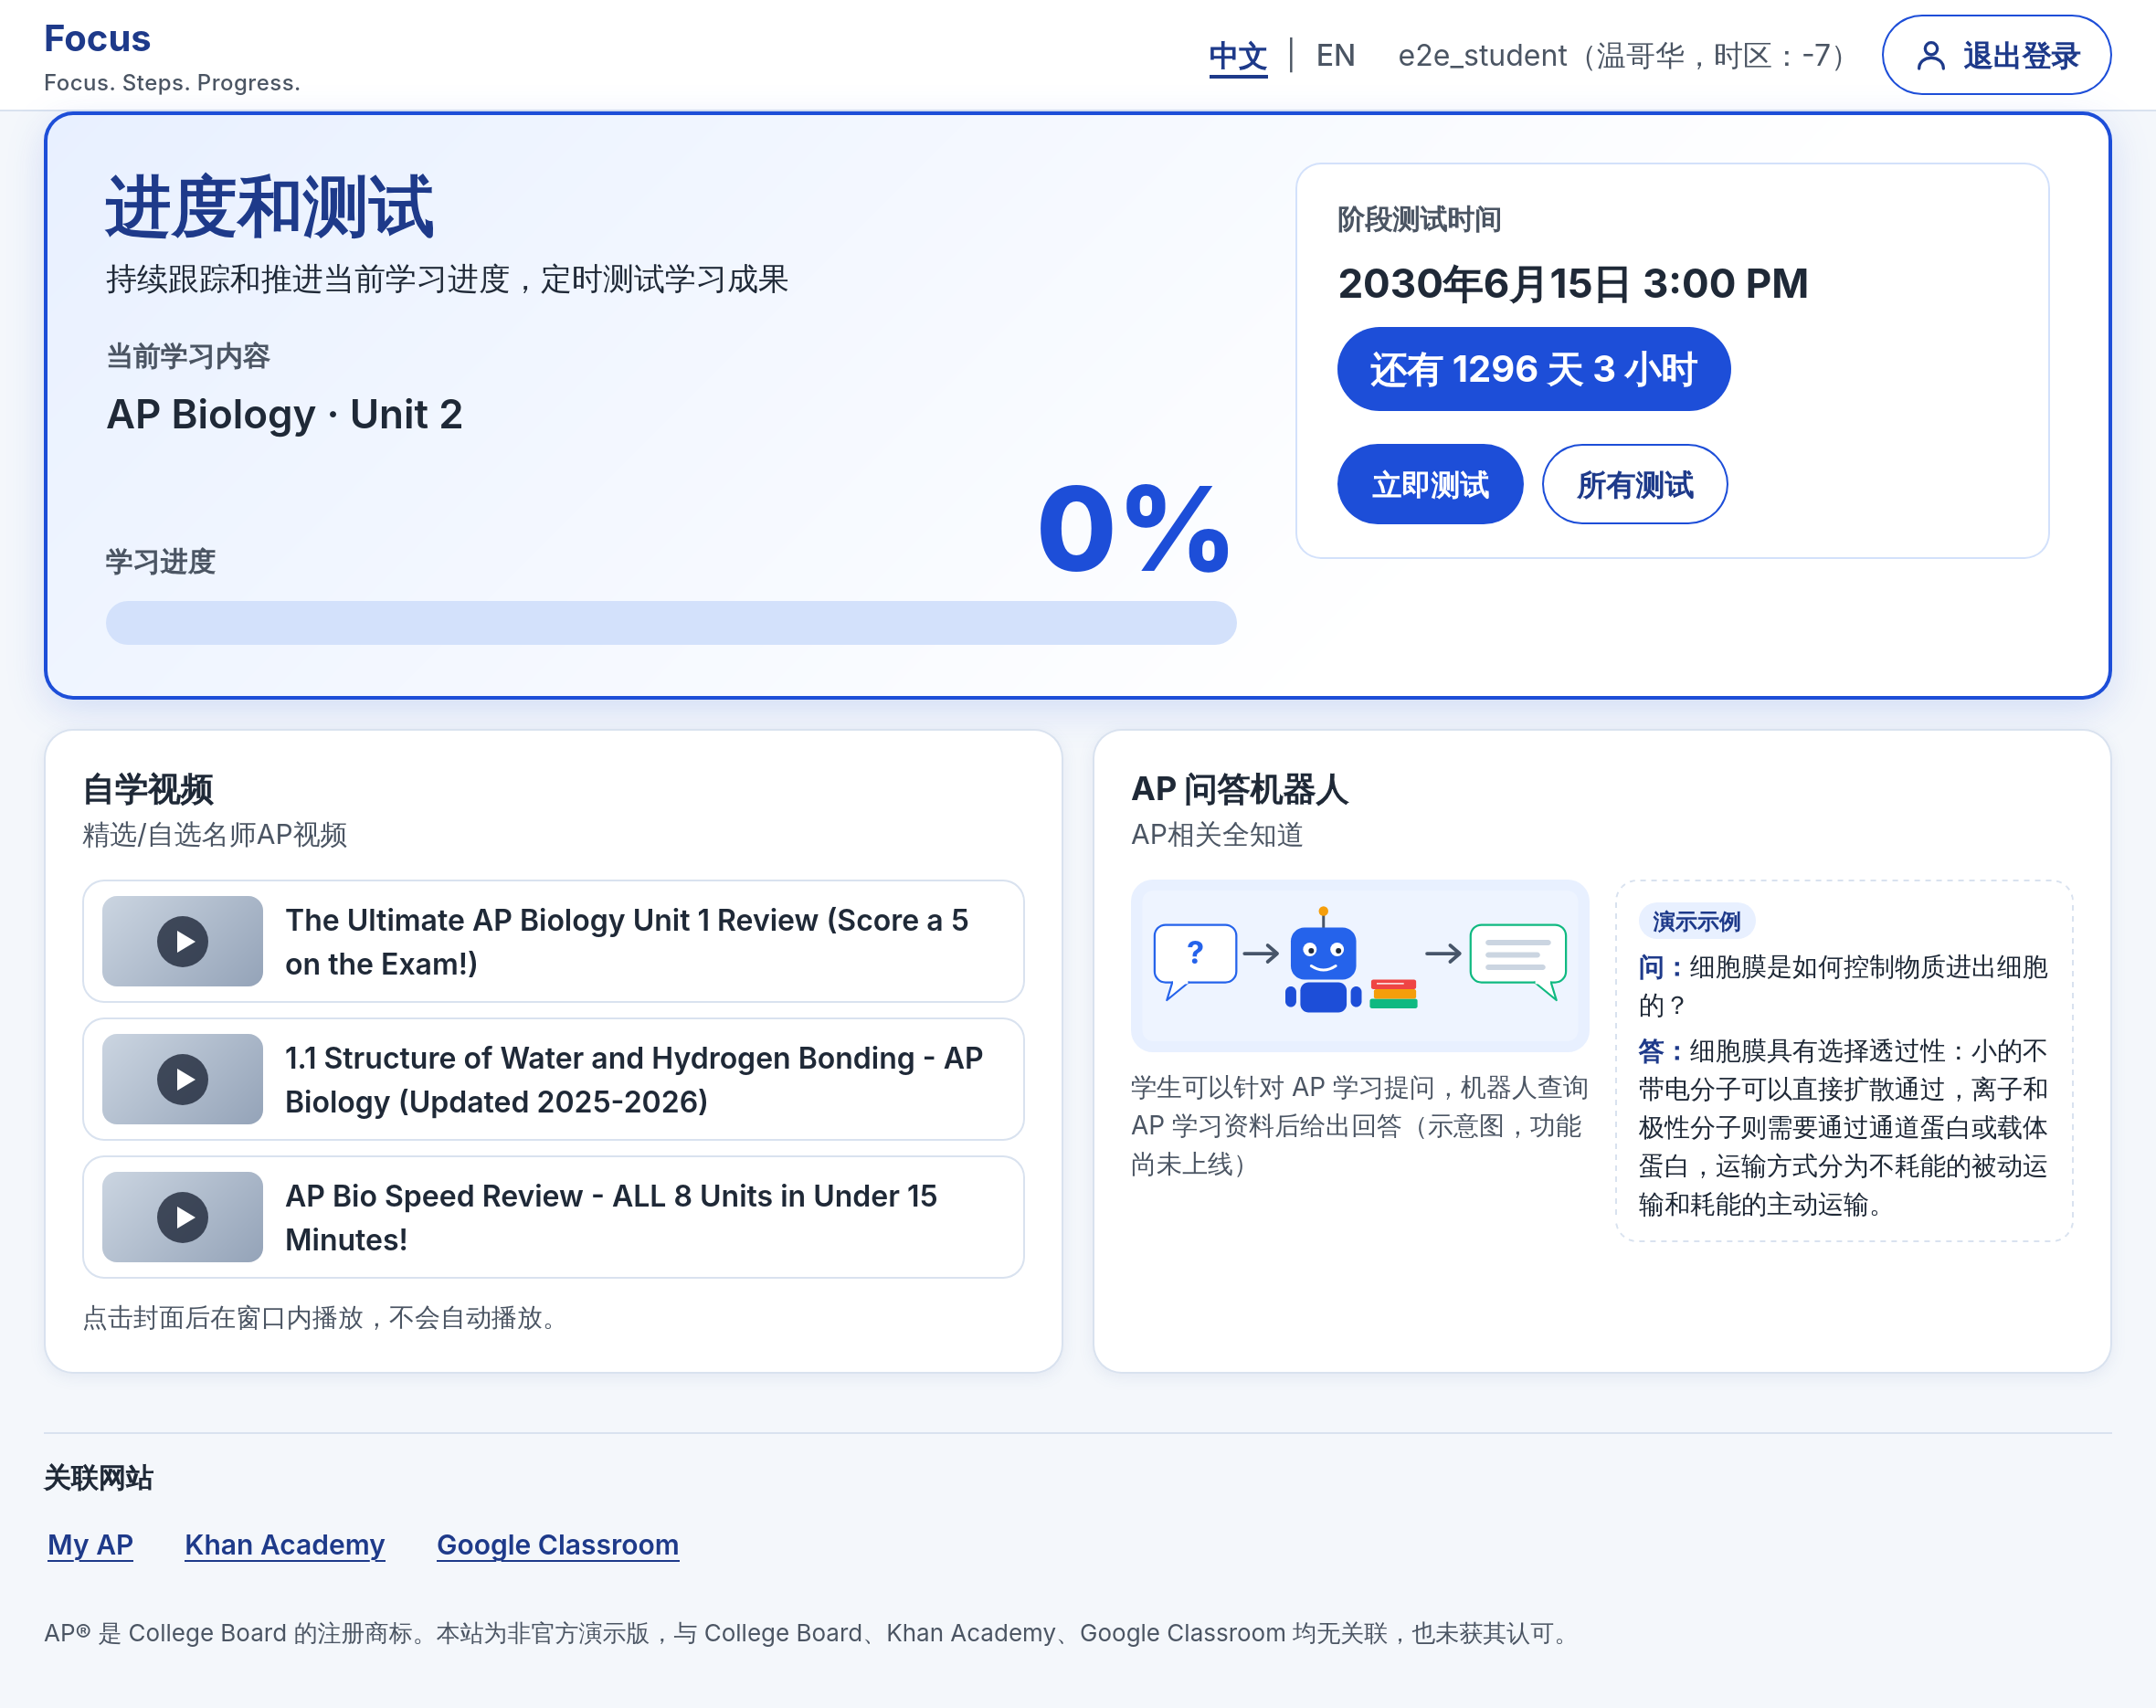 Focus
Focus. Steps. Progress.
中文 | EN e2e_student（温哥华，时区：-7） 退出登录
进度和测试
持续跟踪和推进当前学习进度，定时测试学习成果
当前学习内容
AP Biology · Unit 2
学习进度
0%
阶段测试时间
2030年6月15日 3:00 PM
还有 1296 天 3 小时
立即测试 所有测试
自学视频
精选/自选名师AP视频
The Ultimate AP Biology Unit 1 Review (Score a 5
on the Exam!)
1.1 Structure of Water and Hydrogen Bonding - AP
Biology (Updated 2025-2026)
AP Bio Speed Review - ALL 8 Units in Under 15
Minutes!
点击封面后在窗口内播放，不会自动播放。
AP 问答机器人
AP相关全知道
?
学生可以针对 AP 学习提问，机器人查询
AP 学习资料后给出回答（示意图，功能
尚未上线）
演示示例
问：细胞膜是如何控制物质进出细胞
的？
答：细胞膜具有选择透过性：小的不
带电分子可以直接扩散通过，离子和
极性分子则需要通过通道蛋白或载体
蛋白，运输方式分为不耗能的被动运
输和耗能的主动运输。
关联网站
My AP Khan Academy Google Classroom
AP® 是 College Board 的注册商标。本站为非官方演示版，与 College Board、Khan Academy、Google Classroom 均无关联，也未获其认可。